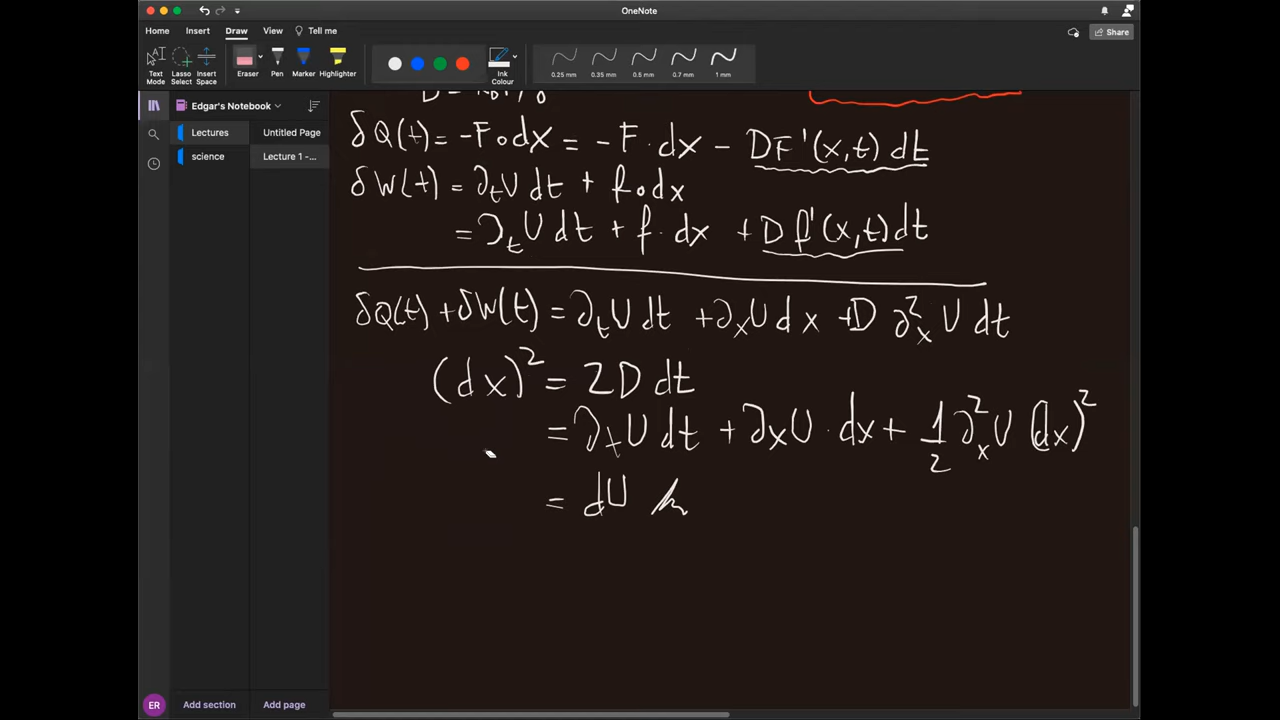 OneNote
Home Insert Draw View Tell me
Share
Text Mode Lasso Select Insert Space Eraser Pen Marker Highlighter Ink Colour 0.25 mm 0.35 mm 0.5 mm 0.7 mm 1 mm
Edgar's Notebook
Lectures Untitled Page
science Lecture 1 -...
δQ(t) = -F∘dx = -F·dx - DF'(x,t) dt
δW(t) = ∂ₜU dt + f∘dx
= ∂ₜU dt + f·dx + D f'(x,t)dt
δQ(t) + δW(t) = ∂ₜU dt + ∂ₓU dx + D ∂ₓ² U dt
(dx)² = 2D dt
= ∂ₜU dt + ∂ₓU · dx + 1/2 ∂ₓ² U (dx)²
= dU
ER Add section Add page